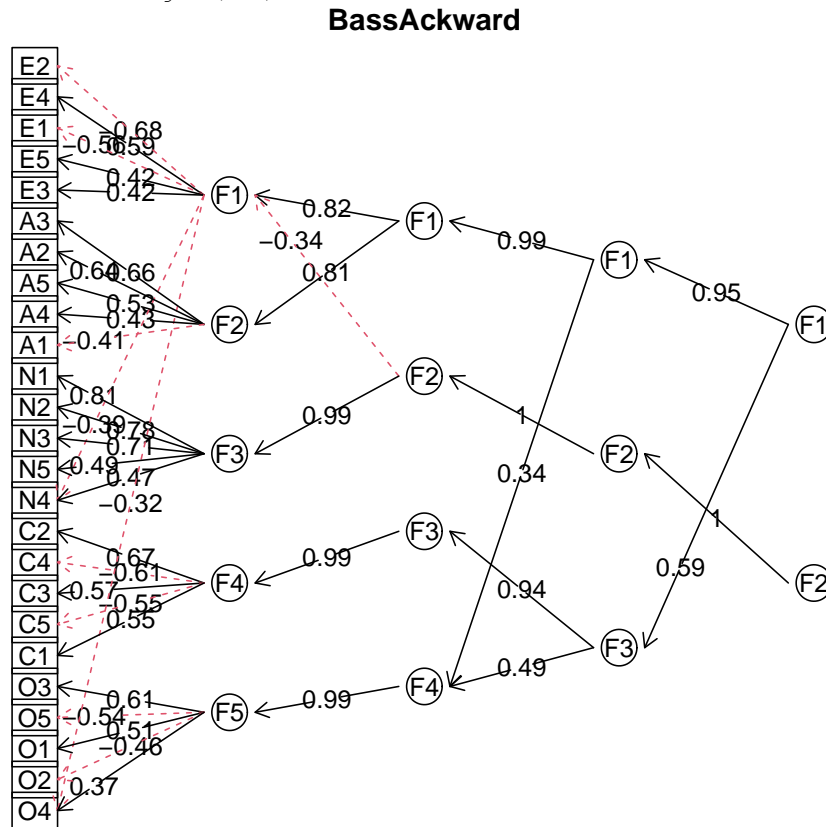 BassAckward
E2
E4
E1
E5
E3
A3
A2
A5
A4
A1
N1
N2
N3
N5
N4
C2
C4
C3
C5
C1
O3
O5
O1
O2
O4
−0.68
−0.56
0.59
0.42
0.42
0.64
0.66
0.53
0.43
−0.41
0.81
−0.39
0.78
0.71
0.49
0.47
−0.32
0.67
−0.61
0.57
−0.55
0.55
0.61
−0.54
0.51
−0.46
0.37
F1
F2
F3
F4
F5
0.82
−0.34
0.81
0.99
0.99
0.99
F1
F2
F3
F4
0.99
1
0.34
0.94
0.49
F1
F2
F3
0.95
1
0.59
F1
F2